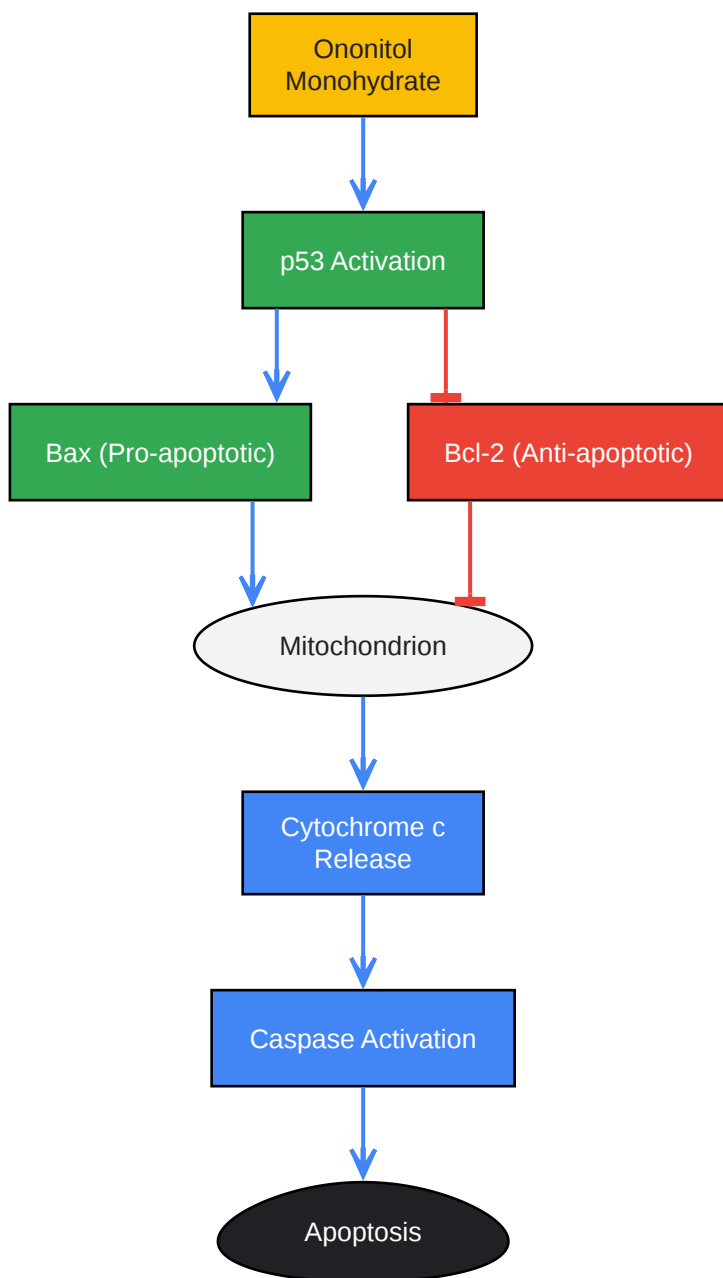 Ononitol
Monohydrate
p53 Activation
Bax (Pro-apoptotic)
Bcl-2 (Anti-apoptotic)
Mitochondrion
Cytochrome c
Release
Caspase Activation
Apoptosis